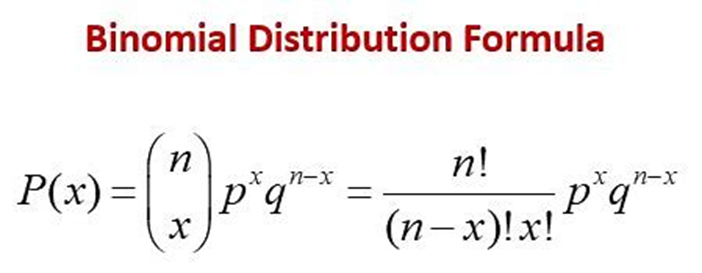 Binomial Distribution Formula
P(x) = (n x) p^x q^{n-x} = n! / (n-x)! x! p^x q^{n-x}